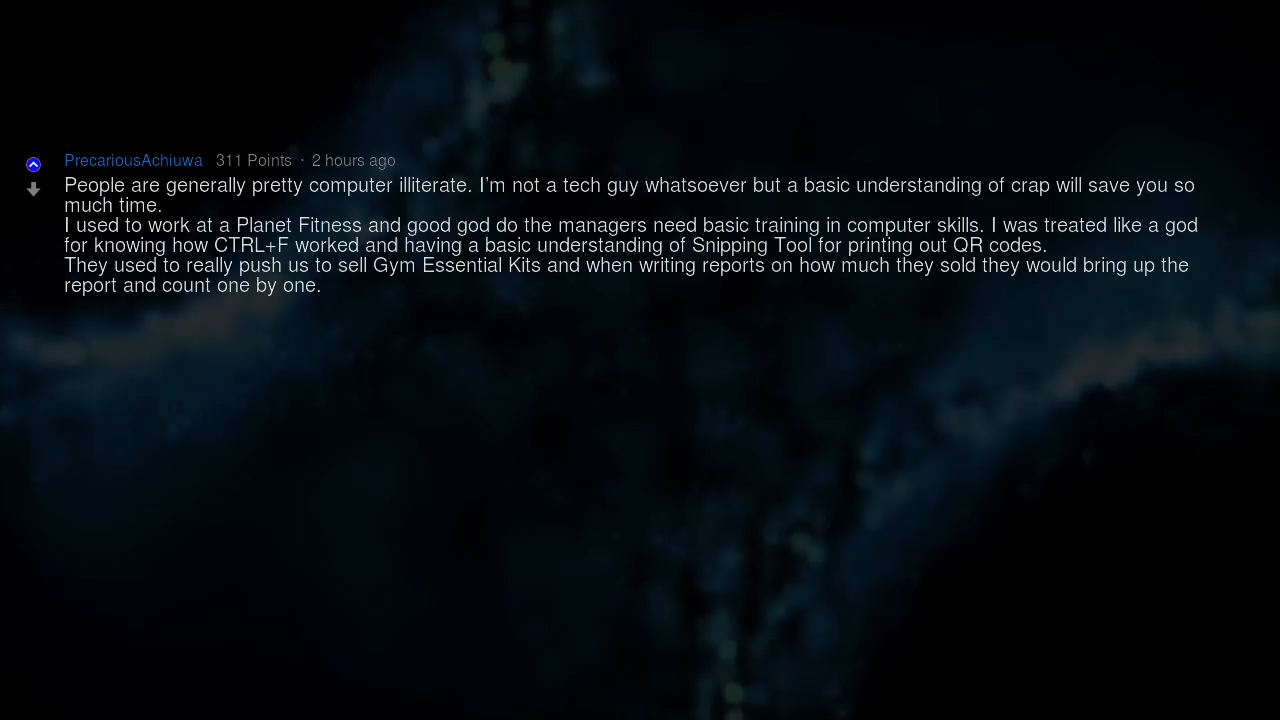 PrecariousAchiuwa 311 Points · 2 hours ago
People are generally pretty computer illiterate. I'm not a tech guy whatsoever but a basic understanding of crap will save you so
much time.
I used to work at a Planet Fitness and good god do the managers need basic training in computer skills. I was treated like a god
for knowing how CTRL+F worked and having a basic understanding of Snipping Tool for printing out QR codes.
They used to really push us to sell Gym Essential Kits and when writing reports on how much they sold they would bring up the
report and count one by one.